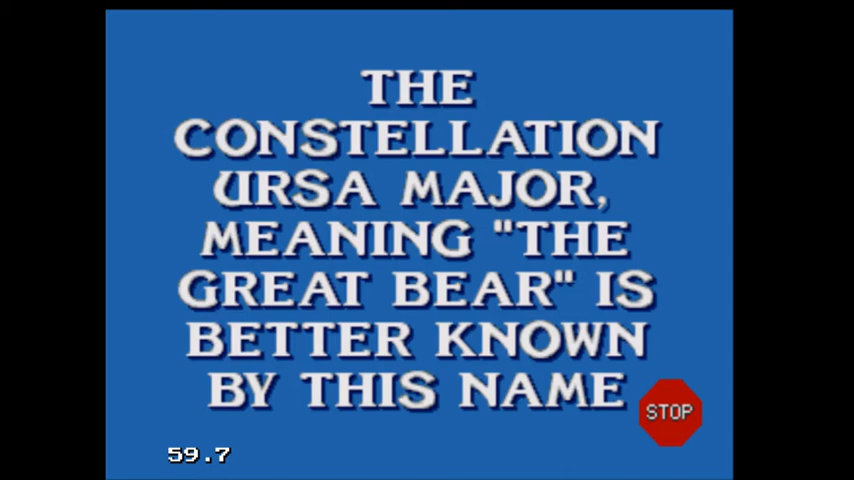 THE
CONSTELLATION
URSA MAJOR,
MEANING "THE
GREAT BEAR" IS
BETTER KNOWN
BY THIS NAME
STOP
59.7